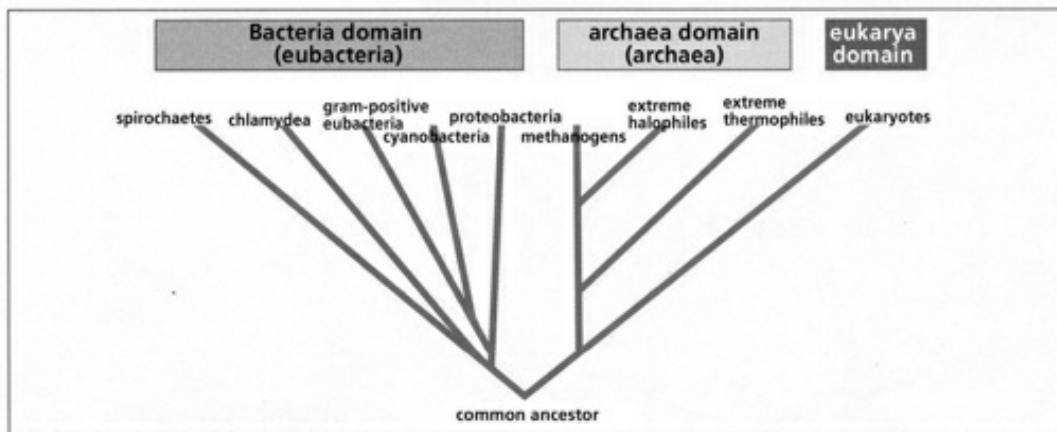 Bacteria domain
(eubacteria)
archaea domain
(archaea)
eukarya
domain
spirochaetes
chlamydea
gram-positive
eubacteria
cyanobacteria
proteobacteria
methanogens
extreme
halophiles
extreme
thermophiles
eukaryotes
common ancestor